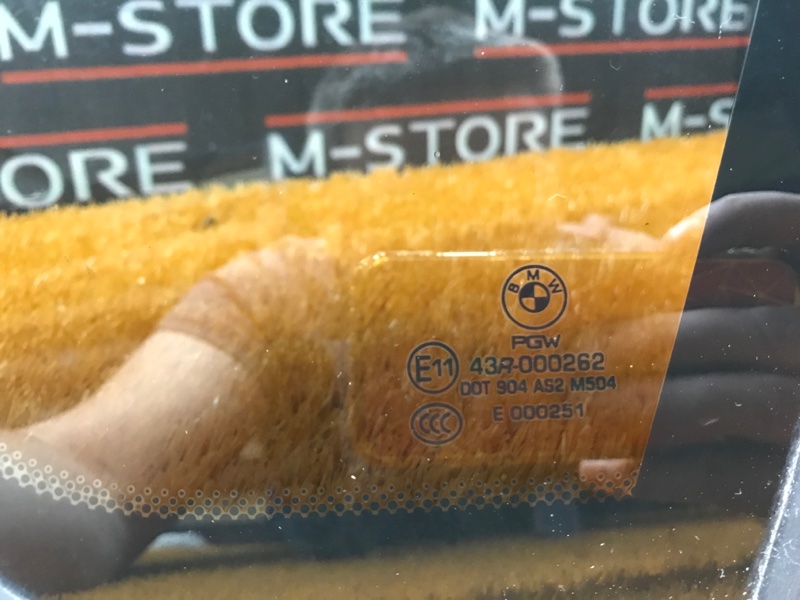 M-STORE M-STORE
ORE M-STORE M-S
BMW
PGW
E11 43R-000262
DOT 904 AS2 M504
CCC E 000251